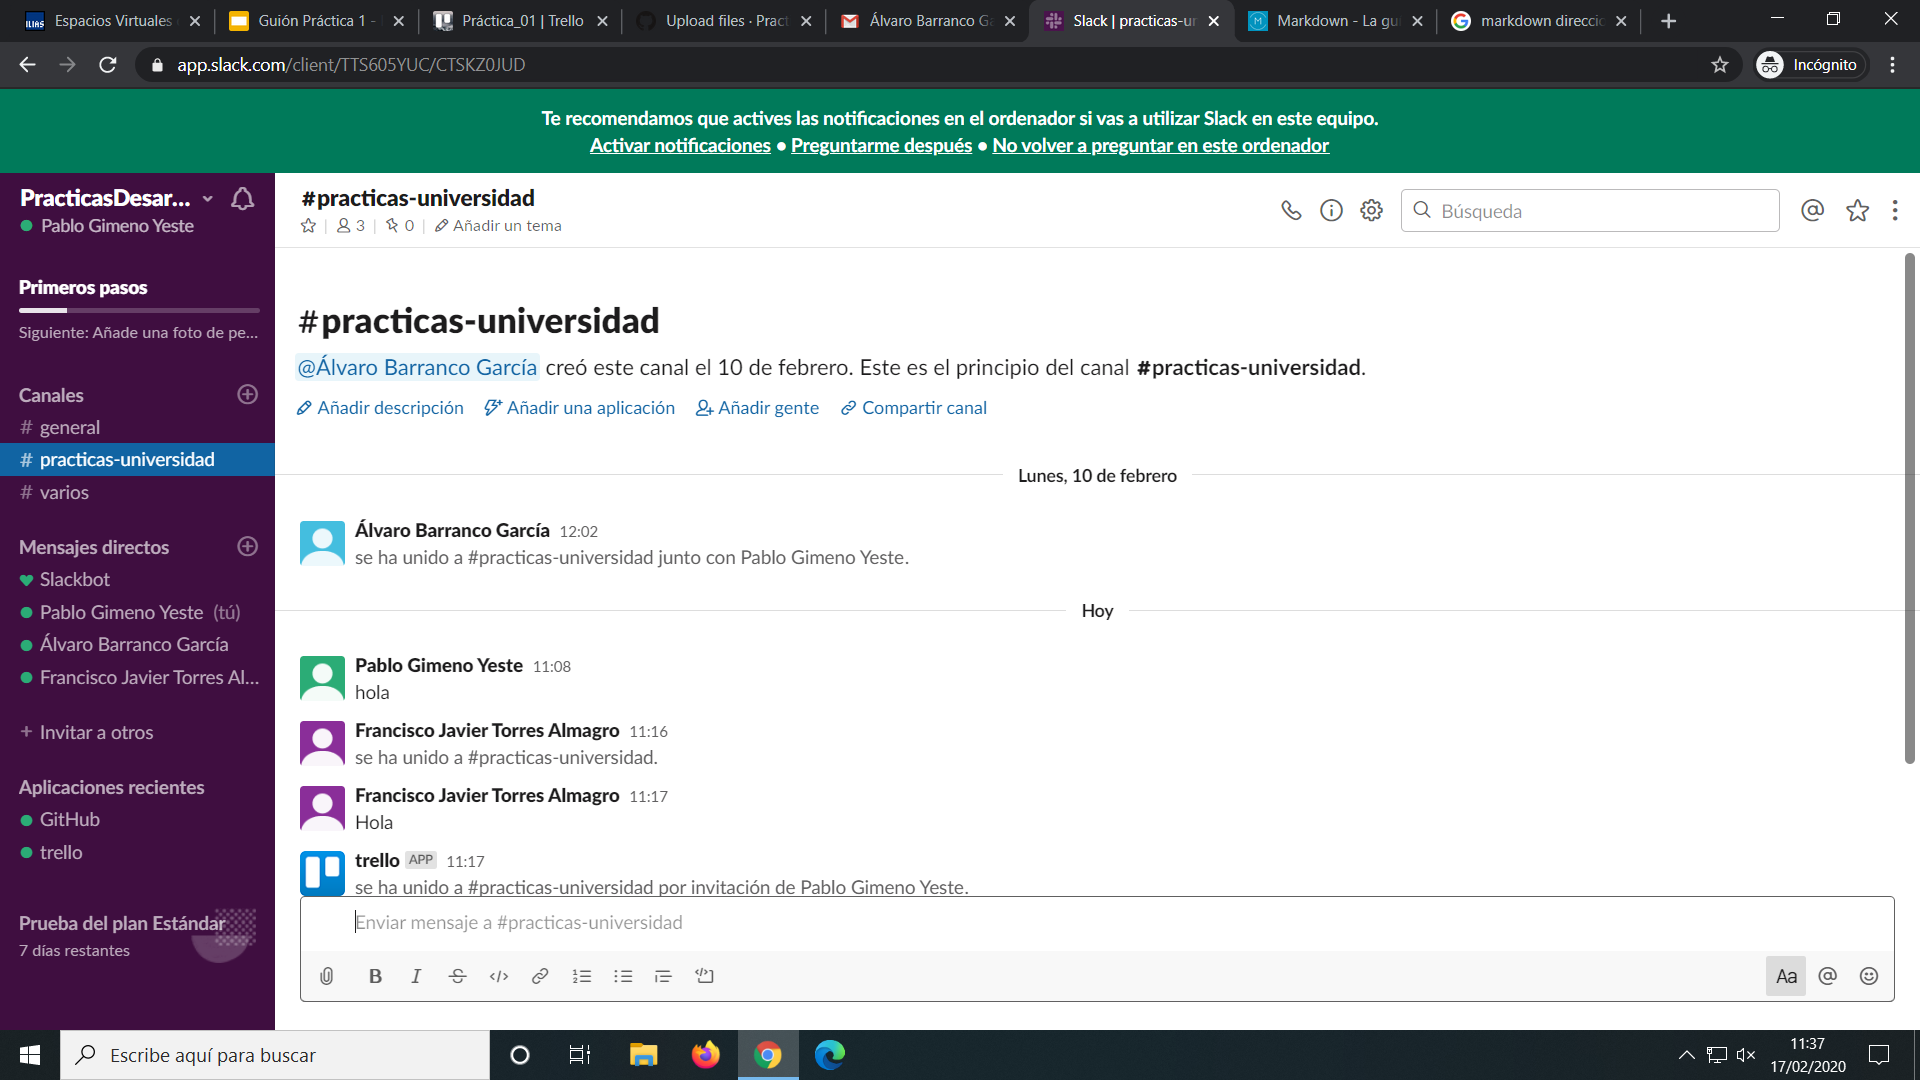 Espacios Virtuales
Guión Práctica 1 -
Práctica_01 | Trello
Upload files · Pract
Álvaro Barranco Ga
Slack | practicas-un
Markdown - La gu
markdown direcci
app.slack.com/client/TTS605YUC/CTSKZ0JUD
Incógnito
Te recomendamos que actives las notificaciones en el ordenador si vas a utilizar Slack en este equipo.
Activar notificaciones ● Preguntarme después ● No volver a preguntar en este ordenador
PracticasDesar...
Pablo Gimeno Yeste
Primeros pasos
Siguiente: Añade una foto de pe...
Canales
# general
# practicas-universidad
# varios
Mensajes directos
Slackbot
Pablo Gimeno Yeste (tú)
Álvaro Barranco García
Francisco Javier Torres Al...
+ Invitar a otros
Aplicaciones recientes
GitHub
trello
Prueba del plan Estándar
7 días restantes
#practicas-universidad
3 | 0 | Añadir un tema
Búsqueda
#practicas-universidad
@Álvaro Barranco García creó este canal el 10 de febrero. Este es el principio del canal #practicas-universidad.
Añadir descripción Añadir una aplicación Añadir gente Compartir canal
Lunes, 10 de febrero
Álvaro Barranco García 12:02
se ha unido a #practicas-universidad junto con Pablo Gimeno Yeste.
Hoy
Pablo Gimeno Yeste 11:08
hola
Francisco Javier Torres Almagro 11:16
se ha unido a #practicas-universidad.
Francisco Javier Torres Almagro 11:17
Hola
trello APP 11:17
se ha unido a #practicas-universidad por invitación de Pablo Gimeno Yeste.
Enviar mensaje a #practicas-universidad
B I Aa @
Escribe aquí para buscar
11:37
17/02/2020